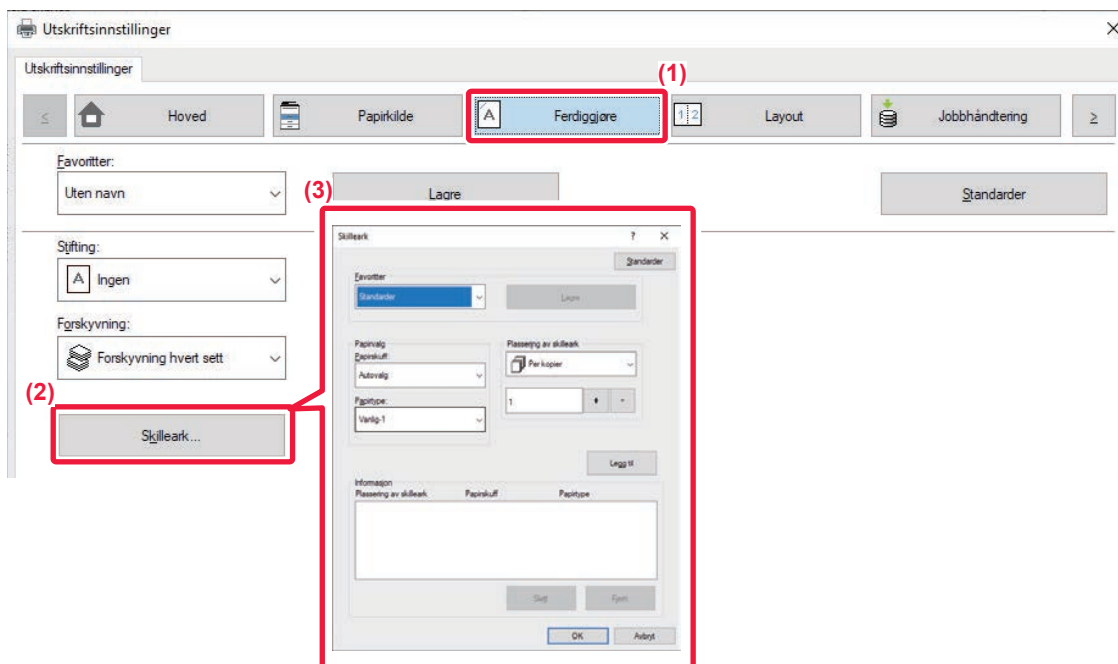 Utskriftsinnstillinger
Utskriftsinnstillinger
(1)
Hoved
Papirkilde
A
Ferdiggjøre
1 2
Layout
Jobbhåndtering
Favoritter:
Uten navn
Lagre
Standarder
(3)
Stifting:
A Ingen
Forskyvning:
Forskyvning hvert sett
(2)
Skilleark...
Skilleark
?
Standarder
Favoritter
Standarder
Lagre
Papirvalg
Papirskuff:
Autovalg
Papirtype:
Vanlig-1
Plassering av skilleark
Per kopier
1
+ -
Legg til
Informasjon
Plassering av skilleark Papirskuff Papirtype
Slett
Fjern
OK
Avbryt